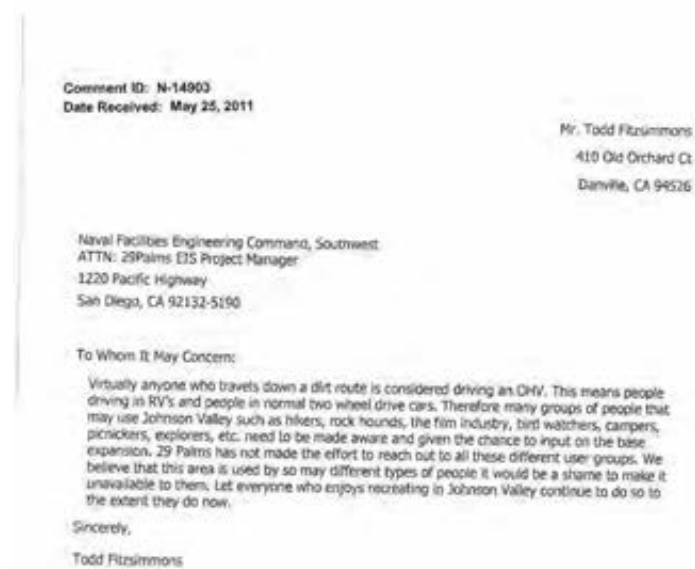 Comment ID: N-14903
Date Received: May 25, 2011
Mr. Todd Fitzsimmons
410 Old Orchard Ct
Danville, CA 94526
Naval Facilities Engineering Command, Southwest
ATTN: 29Palms EIS Project Manager
1220 Pacific Highway
San Diego, CA 92132-5190
To Whom It May Concern:
Virtually anyone who travels down a dirt route is considered driving an OHV. This means people
driving in RV's and people in normal two wheel drive cars. Therefore many groups of people that
may use Johnson Valley such as hikers, rock hounds, the film industry, bird watchers, campers,
picnickers, explorers, etc. need to be made aware and given the chance to input on the base
expansion. 29 Palms has not made the effort to reach out to all these different user groups. We
believe that this area is used by so may different types of people it would be a shame to make it
unavailable to them. Let everyone who enjoys recreating in Johnson Valley continue to do so to
the extent they do now.
Sincerely,
Todd Fitzsimmons